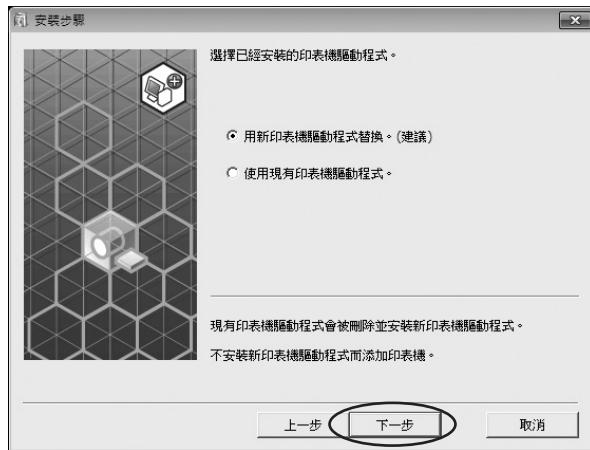 安裝步驟
選擇已經安裝的印表機驅動程式。
用新印表機驅動程式替換。(建議)
使用現有印表機驅動程式。
現有印表機驅動程式會被刪除並安裝新印表機驅動程式。
不安裝新印表機驅動程式而添加印表機。
上一步 下一步 取消